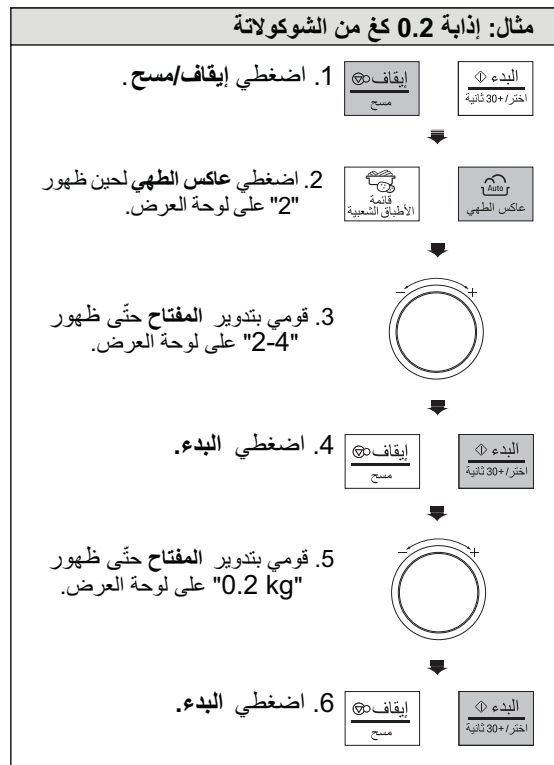 مثال: إذابة 0.2 كغ من الشوكولاتة
1. اضغطي إيقاف/مسح.
إيقاف
مسح
البدء
اختر/+30 ثانية
2. اضغطي عاكس الطهي لحين ظهور
"2" على لوحة العرض.
قائمة
الأطباق الشعبية
Auto
عاكس الطهي
3. قومي بتدوير المفتاح حتّى ظهور
"2-4" على لوحة العرض.
- +
4. اضغطي البدء.
إيقاف
مسح
البدء
اختر/+30 ثانية
5. قومي بتدوير المفتاح حتّى ظهور
"0.2 kg" على لوحة العرض.
- +
6. اضغطي البدء.
إيقاف
مسح
البدء
اختر/+30 ثانية